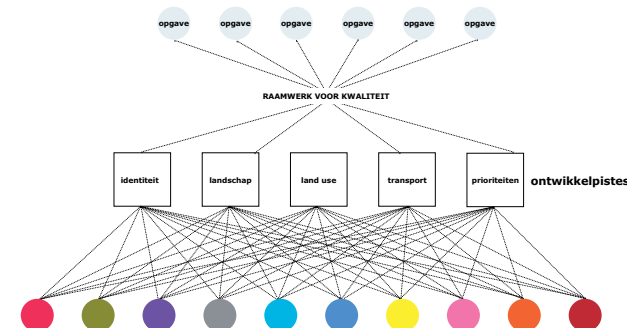 opgave opgave opgave opgave opgave opgave
RAAMWERK VOOR KWALITEIT
identiteit landschap land use transport prioriteiten ontwikkelpistes